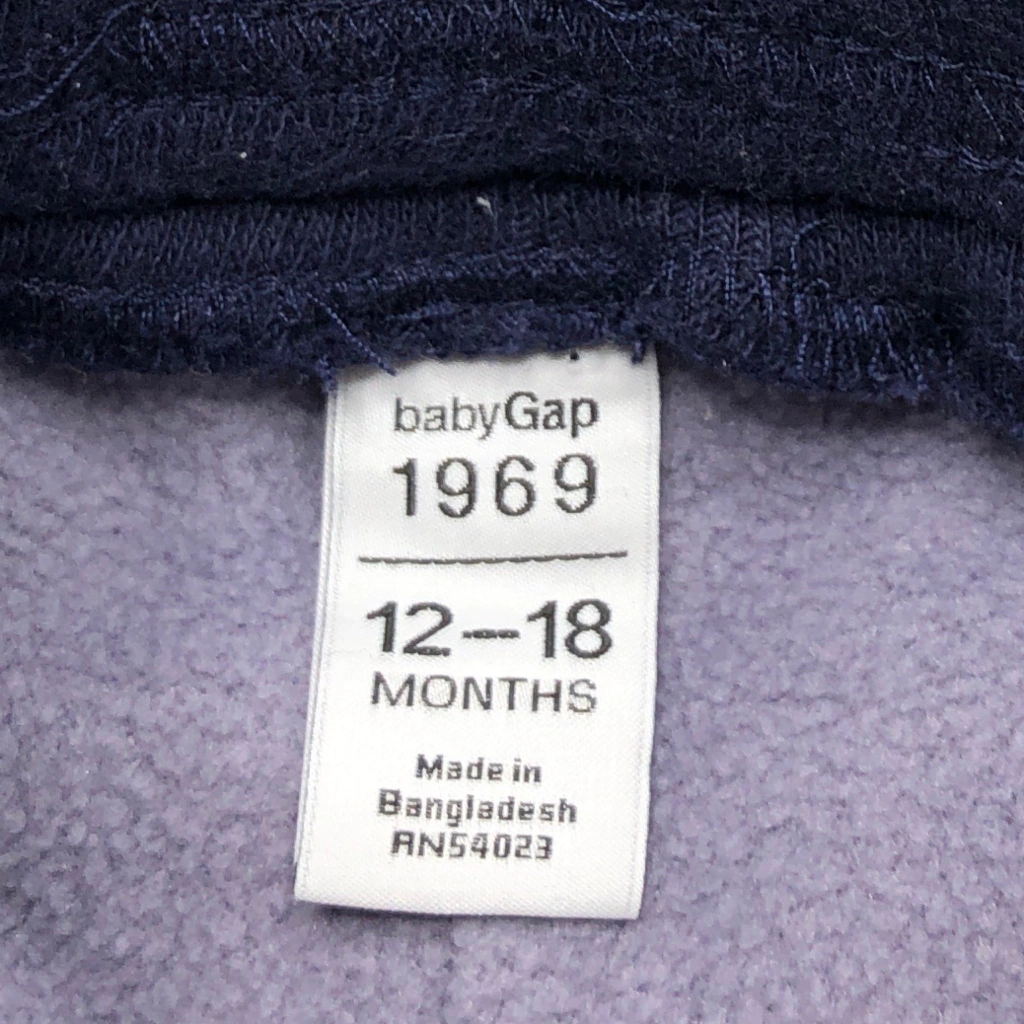 babyGap
1969
12—18
MONTHS
Made in
Bangladesh
RN54023